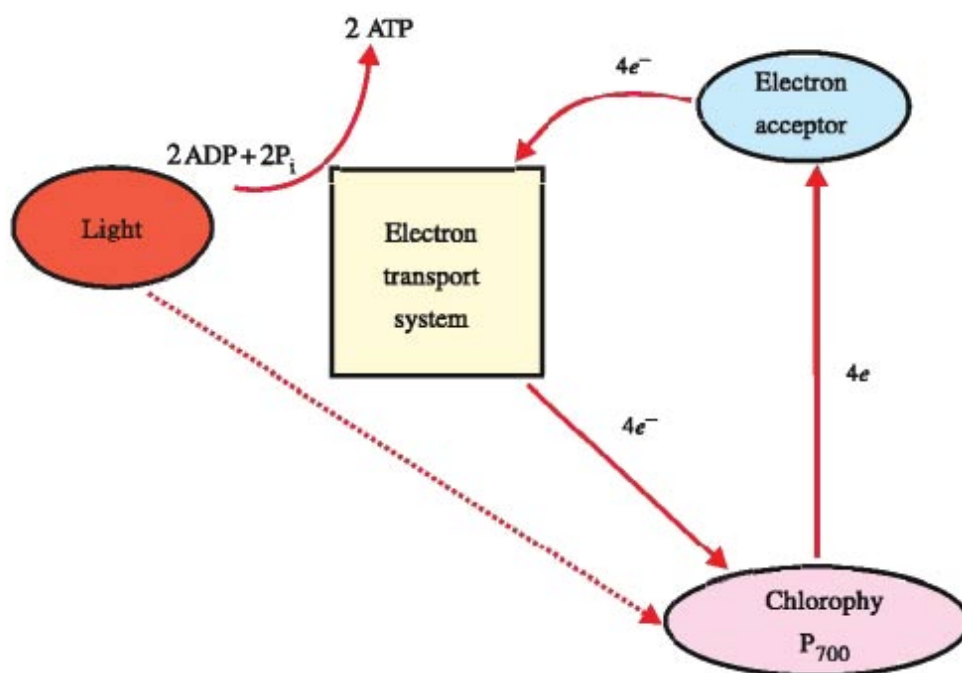 2 ATP
4e⁻
Electron
acceptor
2 ADP + 2Pᵢ
Light
Electron
transport
system
4e
4e⁻
Chlorophy
P₇₀₀